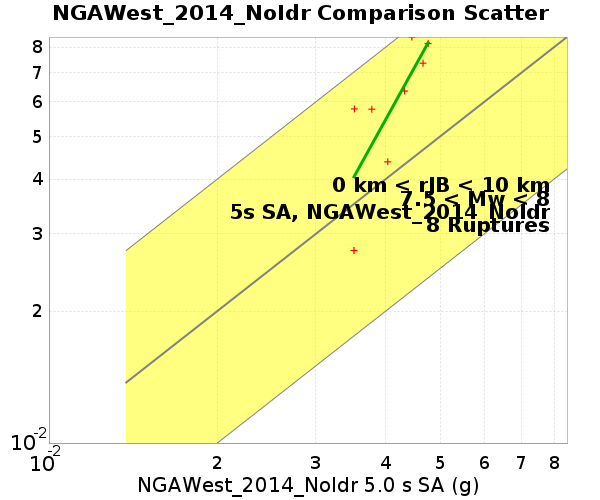 NGAWest_2014_NoIdr Comparison Scatter
8
7
6
5
4
3
2
10-2
0 km < rJB < 10 km
7.5 < Mw < 8
5s SA, NGAWest_2014_NoIdr
8 Ruptures
10-2 2 3 4 5 6 7 8
NGAWest_2014_NoIdr 5.0 s SA (g)